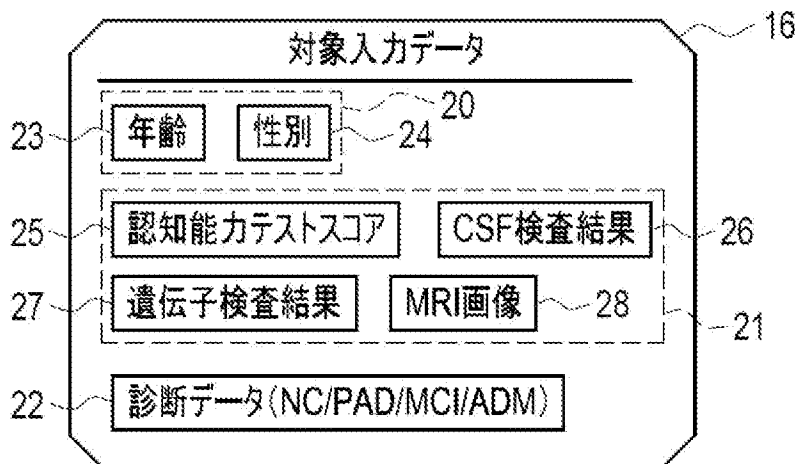 対象入力データ 16
23 年齢 性別 24 20
25 認知能力テストスコア CSF検査結果 26
27 遺伝子検査結果 MRI画像 28 21
22 診断データ(NC/PAD/MCI/ADM)